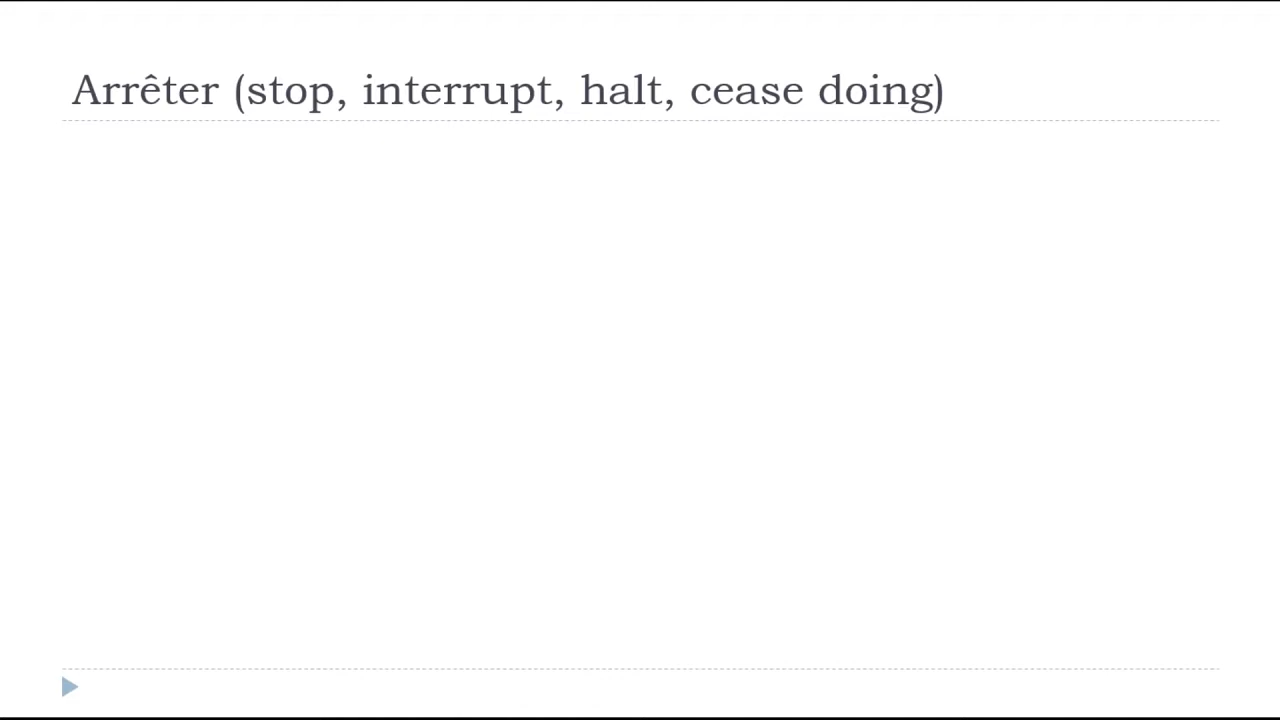 Arrêter (stop, interrupt, halt, cease doing)